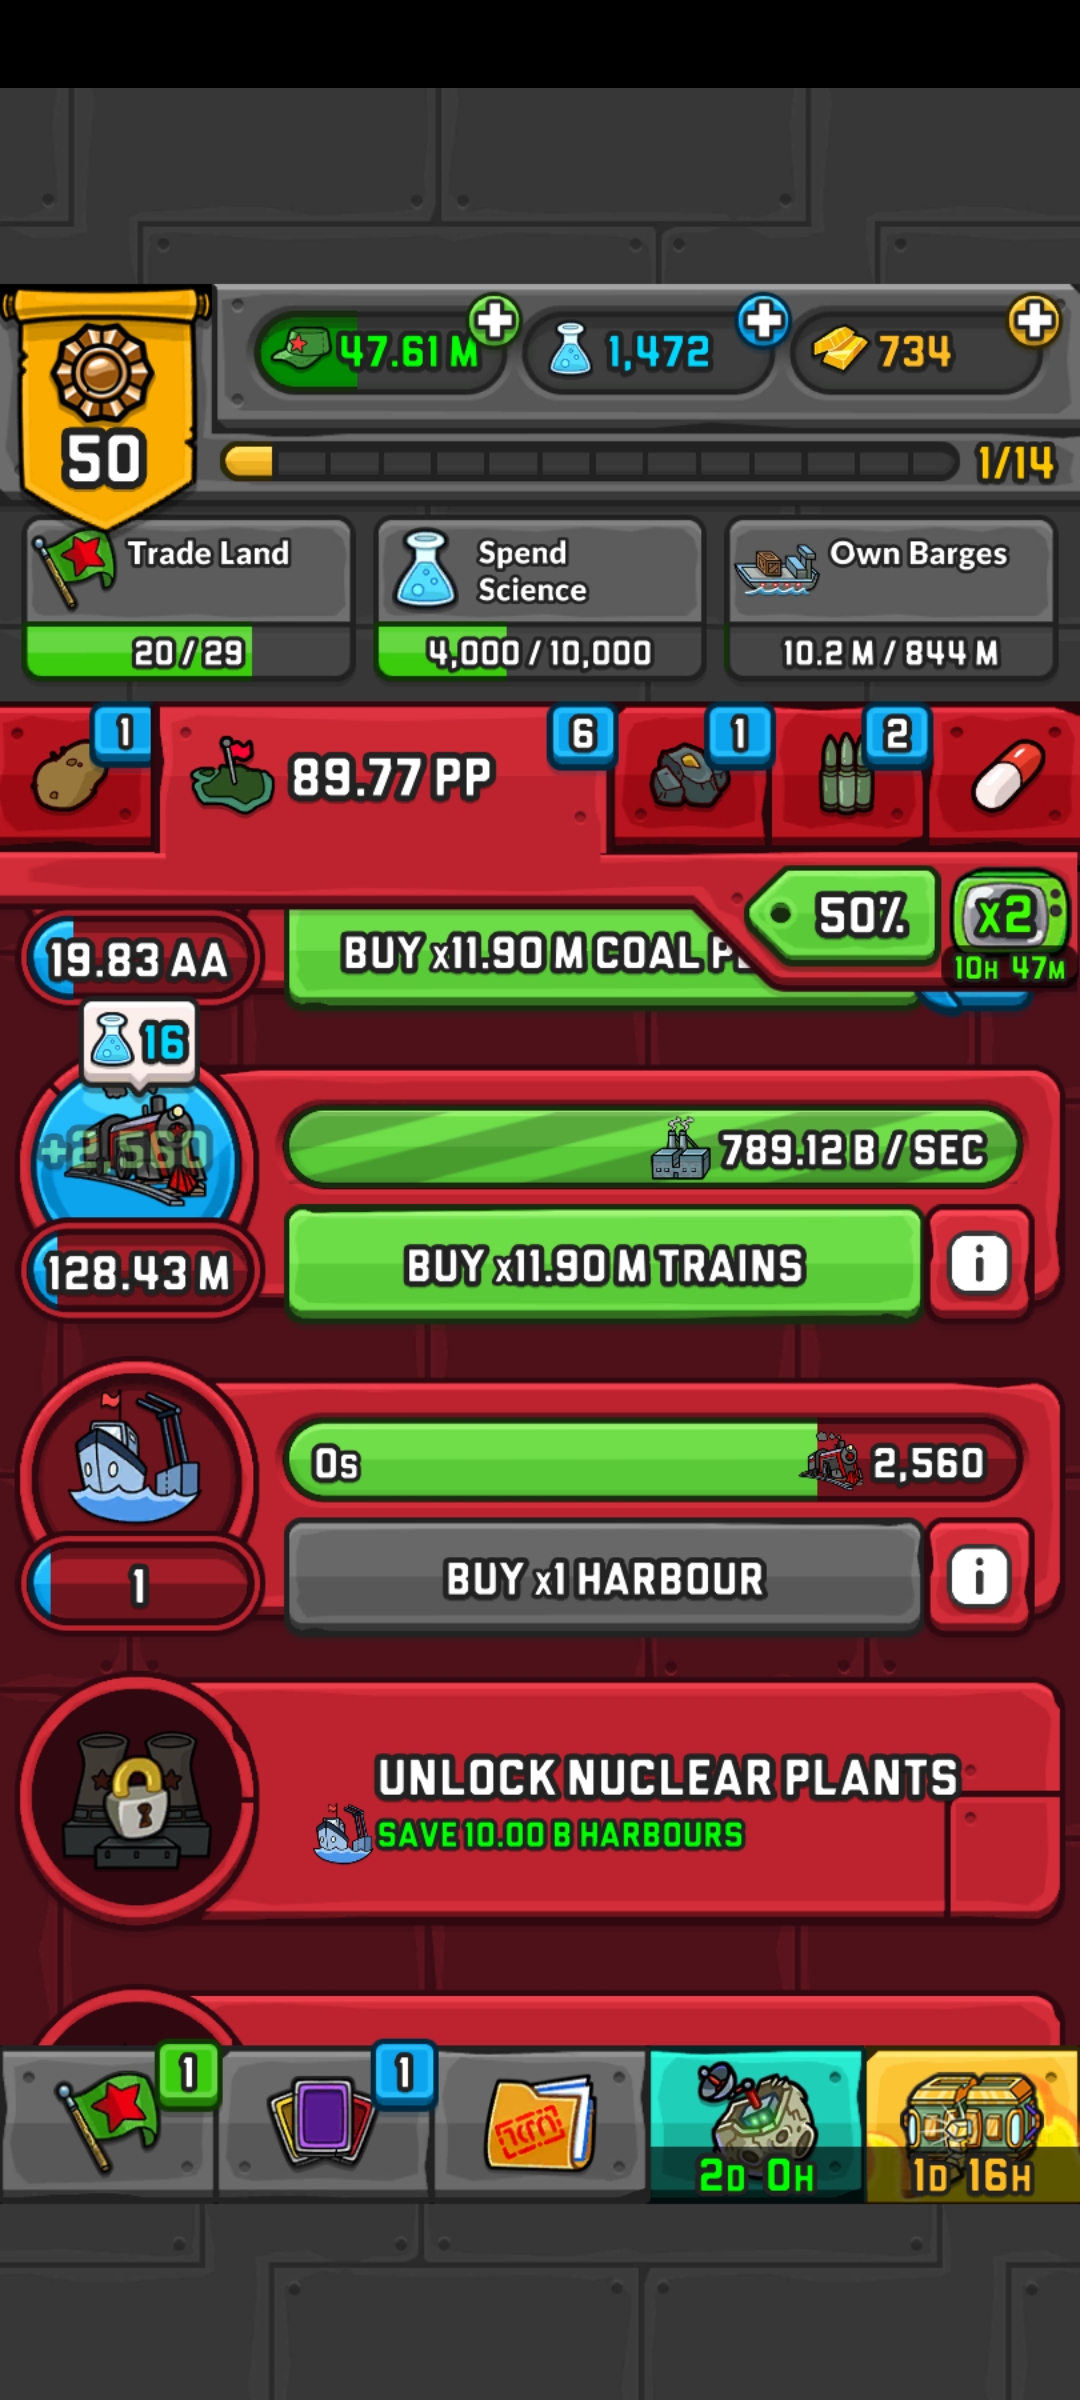 47.61 M
1,472
734
50
1/14
Trade Land
Spend
Science
Own Barges
20 / 29
4,000 / 10,000
10.2 M / 844 M
1
89.77 PP
6
1
2
50%
x2
10H 47M
19.83 AA
BUY x11.90 M COAL
16
+2,560
789.12 B / SEC
128.43 M
BUY x11.90 M TRAINS
i
0s
2,560
1
BUY x1 HARBOUR
i
UNLOCK NUCLEAR PLANTS
SAVE 10.00 B HARBOURS
1
1
2D 0H
1D 16H